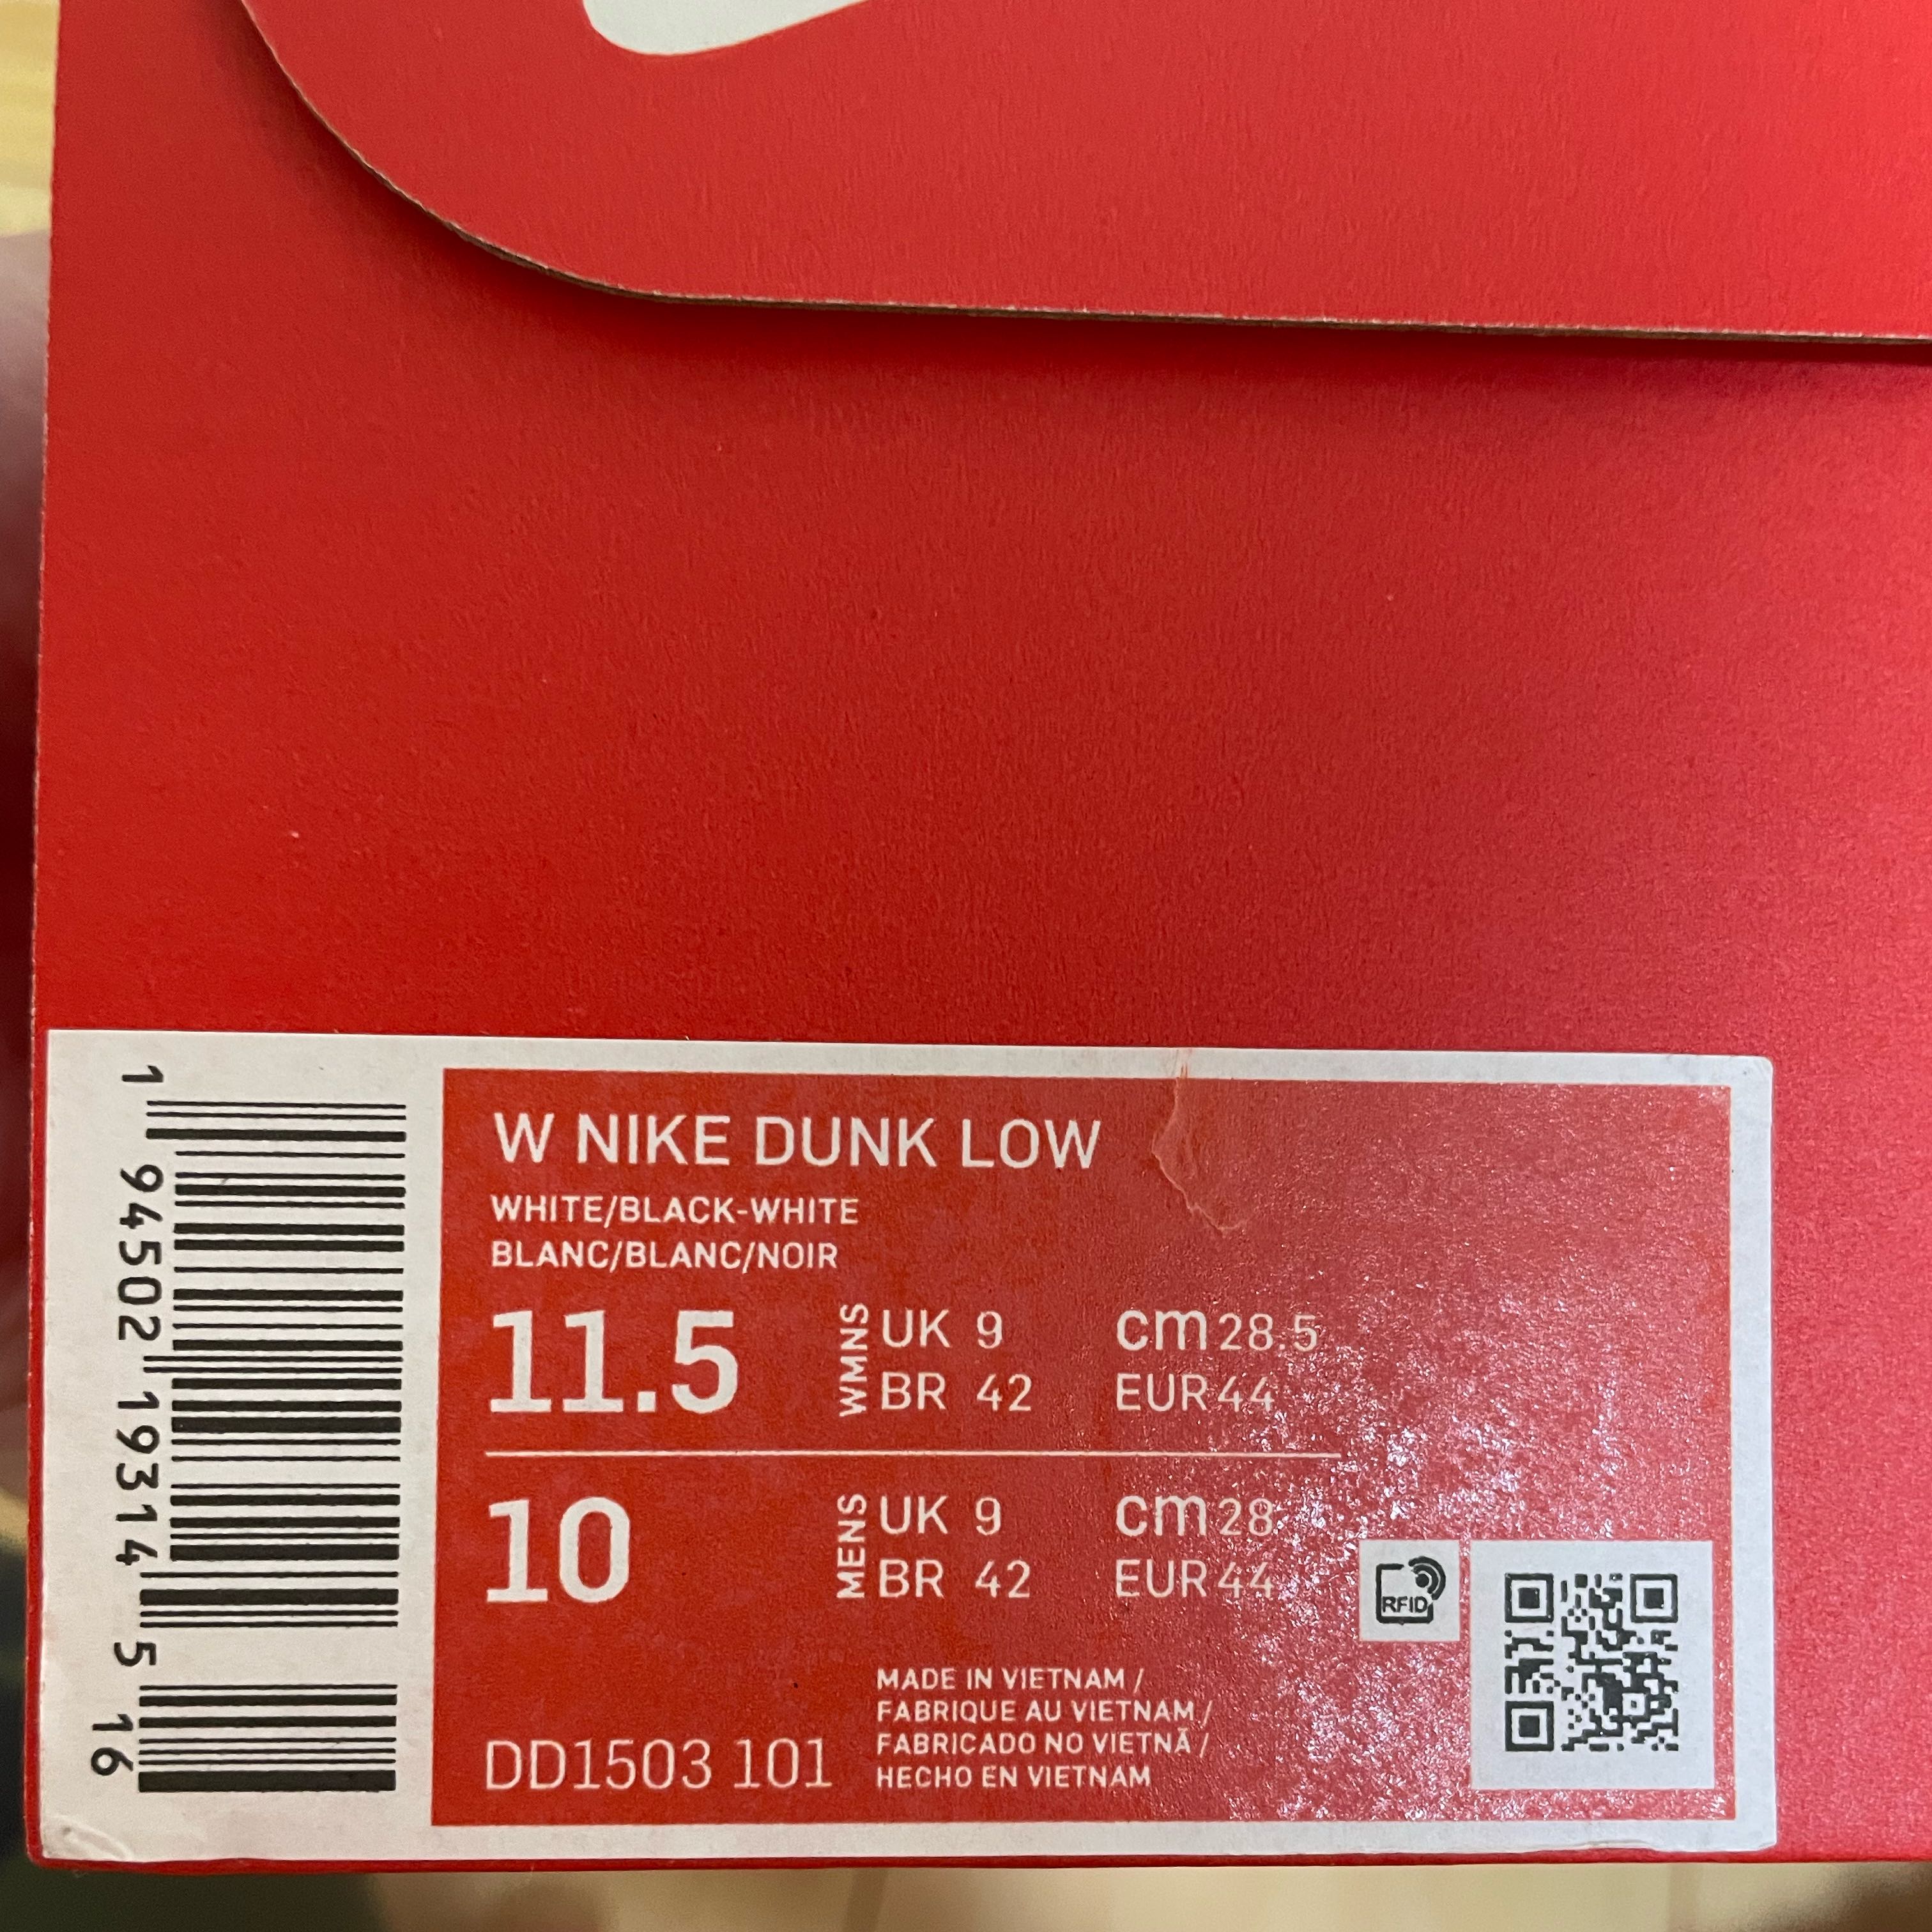 W NIKE DUNK LOW
WHITE/BLACK-WHITE
BLANC/BLANC/NOIR
11.5
WMNS
UK 9
cm 28.5
BR 42
EUR 44
10
MENS
UK 9
cm 28
BR 42
EUR 44
RFID
MADE IN VIETNAM /
FABRIQUE AU VIETNAM /
FABRICADO NO VIETNÃ /
HECHO EN VIETNAM
DD1503 101
1 94502 19314 5 16